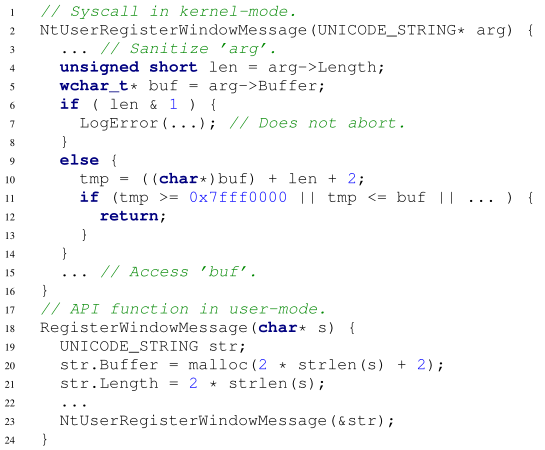 1 // Syscall in kernel-mode.
2 NtUserRegisterWindowMessage(UNICODE_STRING* arg) {
3   ... // Sanitize 'arg'.
4   unsigned short len = arg->Length;
5   wchar_t* buf = arg->Buffer;
6   if ( len & 1 ) {
7     LogError(...); // Does not abort.
8   }
9   else {
10     tmp = ((char*)buf) + len + 2;
11     if (tmp >= 0x7fff0000 || tmp <= buf || ... ) {
12       return;
13     }
14   }
15   ... // Access 'buf'.
16 }
17 // API function in user-mode.
18 RegisterWindowMessage(char* s) {
19   UNICODE_STRING str;
20   str.Buffer = malloc(2 * strlen(s) + 2);
21   str.Length = 2 * strlen(s);
22   ...
23   NtUserRegisterWindowMessage(&str);
24 }